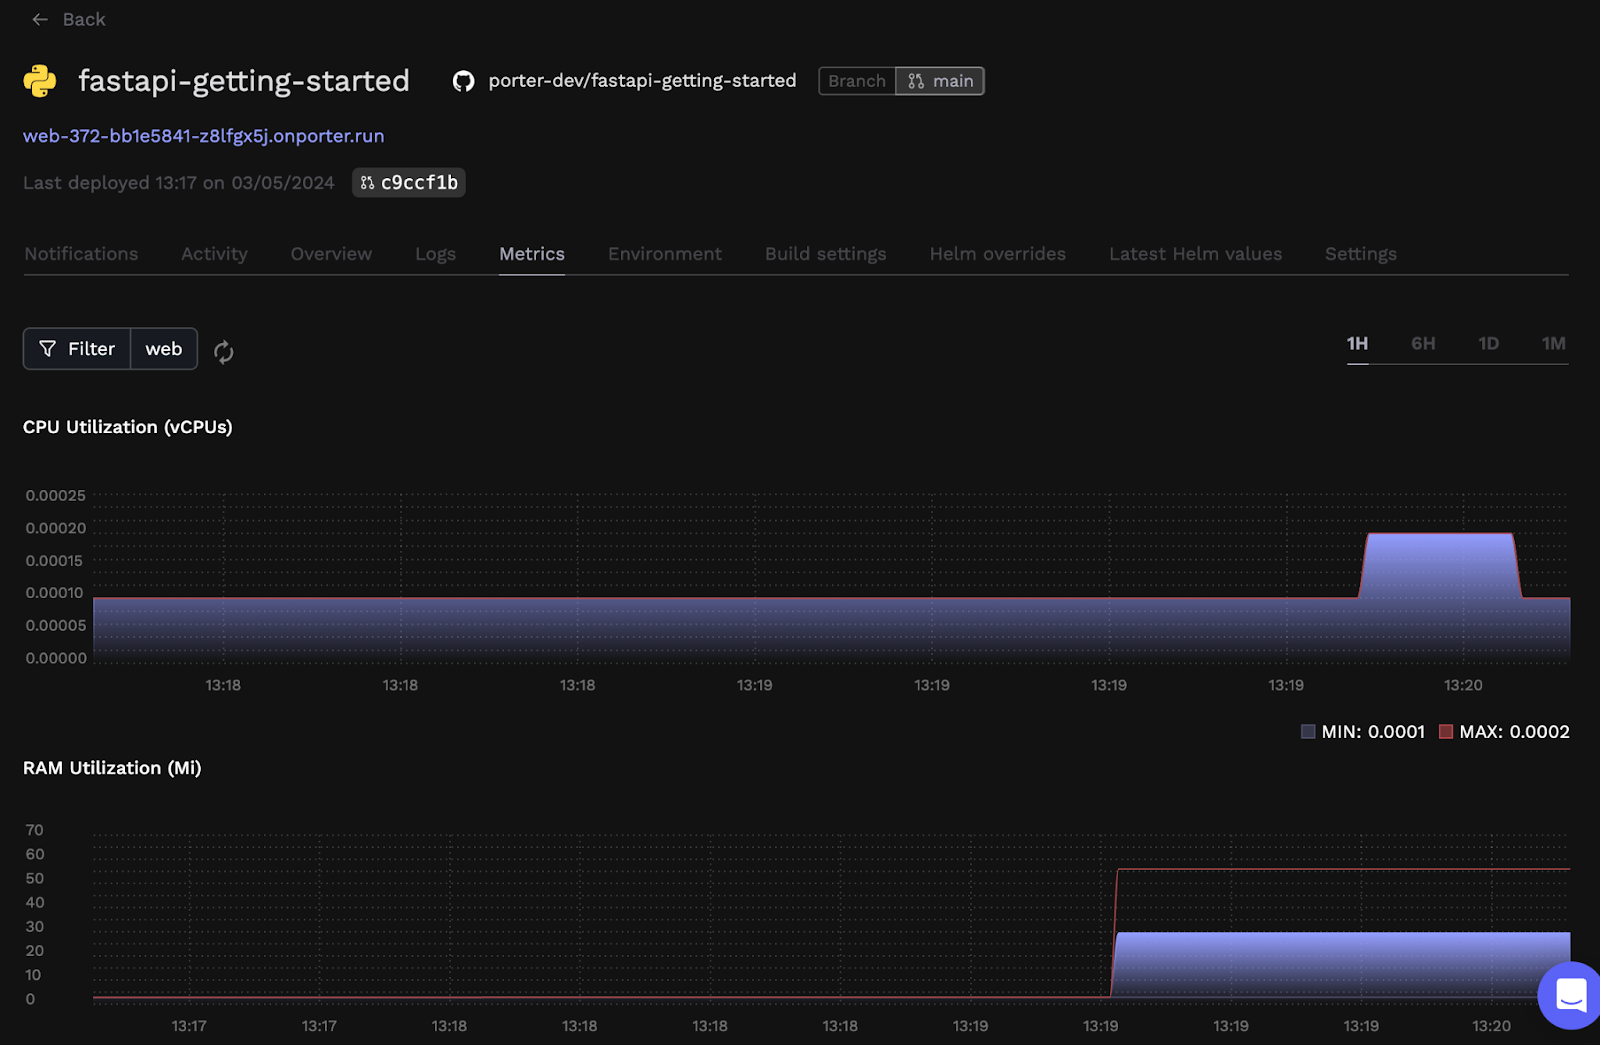 ← Back
fastapi-getting-started porter-dev/fastapi-getting-started Branch main
web-372-bb1e5841-z8lfgx5j.onporter.run
Last deployed 13:17 on 03/05/2024 c9ccf1b
Notifications Activity Overview Logs Metrics Environment Build settings Helm overrides Latest Helm values Settings
Filter web 1H 6H 1D 1M
CPU Utilization (vCPUs)
0.00025
0.00020
0.00015
0.00010
0.00005
0.00000
13:18 13:18 13:18 13:19 13:19 13:19 13:19 13:20
MIN: 0.0001 MAX: 0.0002
RAM Utilization (Mi)
70
60
50
40
30
20
10
0
13:17 13:17 13:18 13:18 13:18 13:18 13:19 13:19 13:19 13:19 13:20